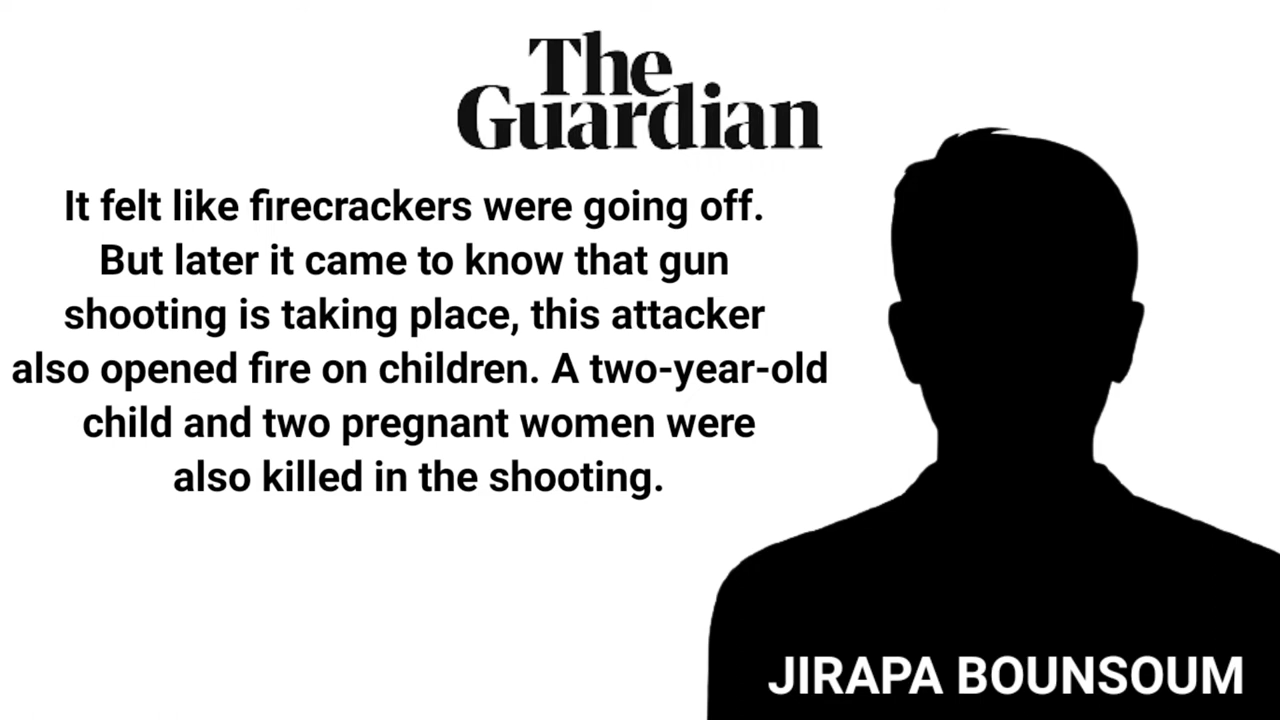 The
Guardian
It felt like firecrackers were going off.
But later it came to know that gun
shooting is taking place, this attacker
also opened fire on children. A two-year-old
child and two pregnant women were
also killed in the shooting.
JIRAPA BOUNSOUM